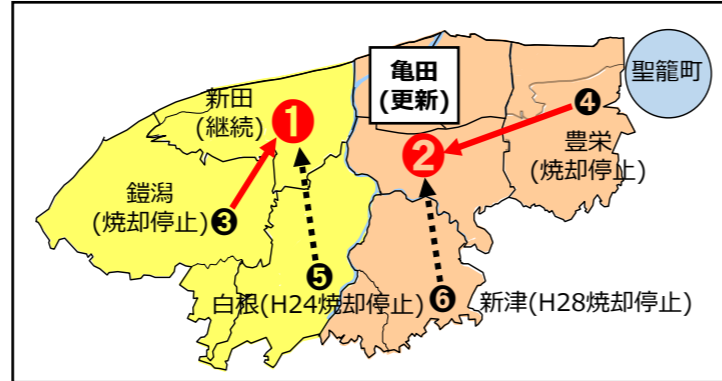 亀田
(更新)
聖籠町
新田
(継続)
❶
❷
❹
豊栄
(焼却停止)
鎧潟
(焼却停止)
❸
❺
白根(H24焼却停止)
❻
新津(H28焼却停止)